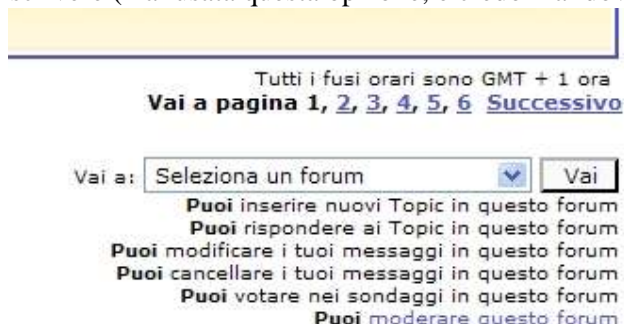 Tutti i fusi orari sono GMT + 1 ora
Vai a pagina 1, 2, 3, 4, 5, 6 Successivo
Vai a: Seleziona un forum Vai
Puoi inserire nuovi Topic in questo forum
Puoi rispondere ai Topic in questo forum
Puoi modificare i tuoi messaggi in questo forum
Puoi cancellare i tuoi messaggi in questo forum
Puoi votare nei sondaggi in questo forum
Puoi moderare questo forum